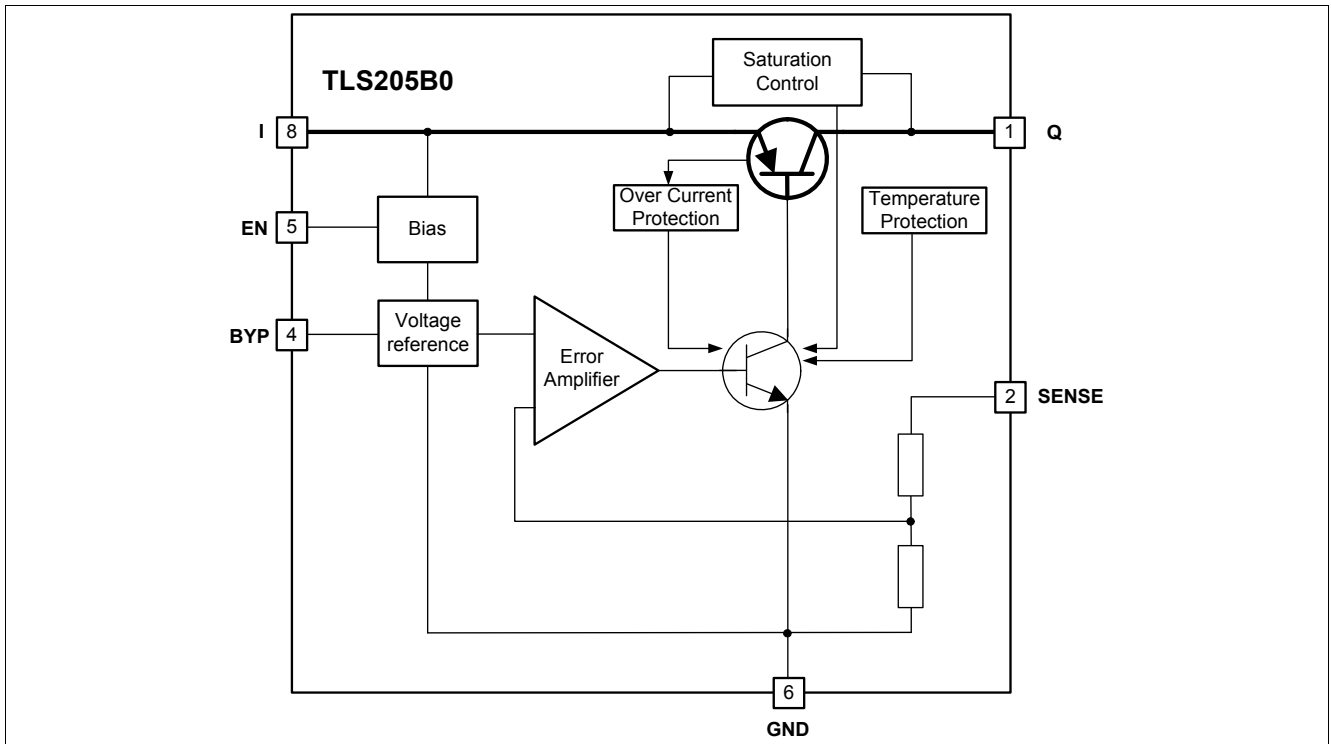 TLS205B0
Saturation
Control
I
8
1
Q
Over Current
Protection
Temperature
Protection
EN
5
Bias
BYP
4
Voltage
reference
Error
Amplifier
2
SENSE
6
GND